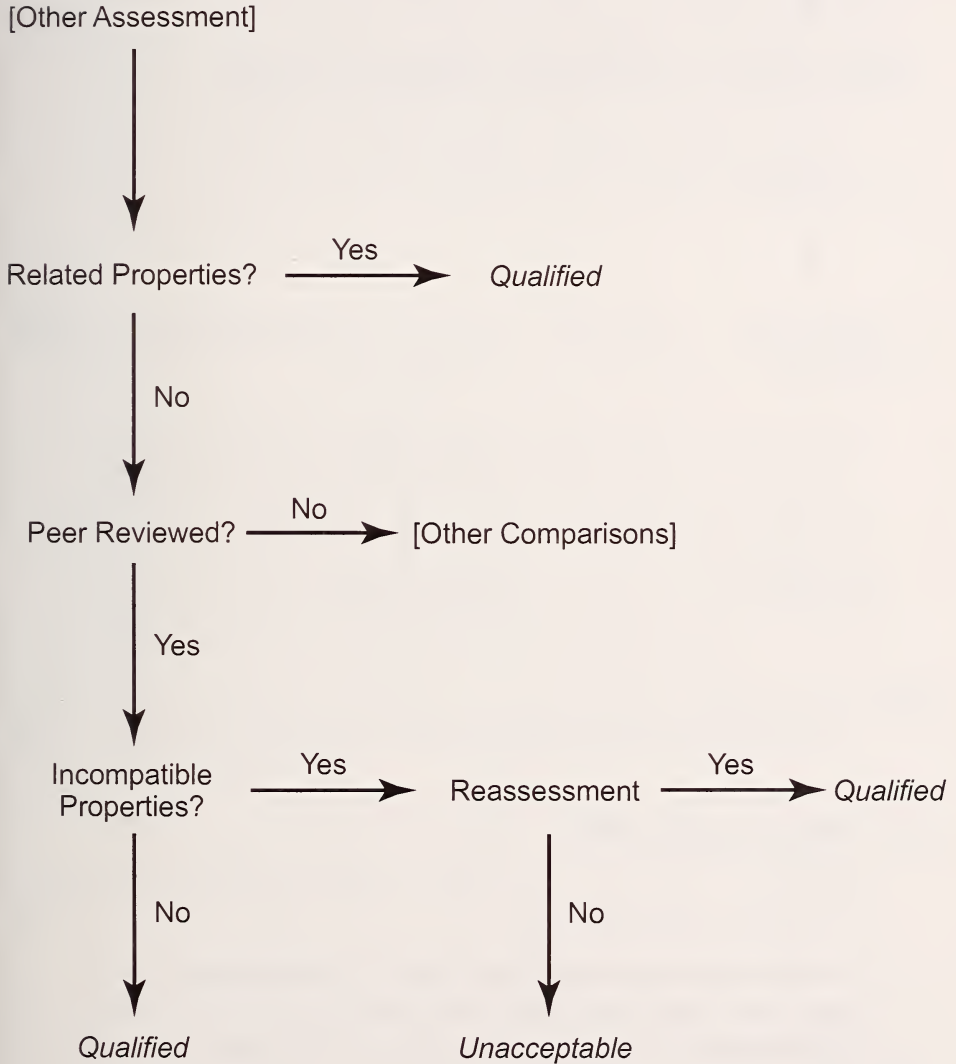 [Other Assessment]
Yes
Related Properties?
Qualified
No
No
Peer Reviewed?
[Other Comparisons]
Yes
Yes
Yes
Incompatible
Properties?
Reassessment
Qualified
No
No
Qualified
Unacceptable